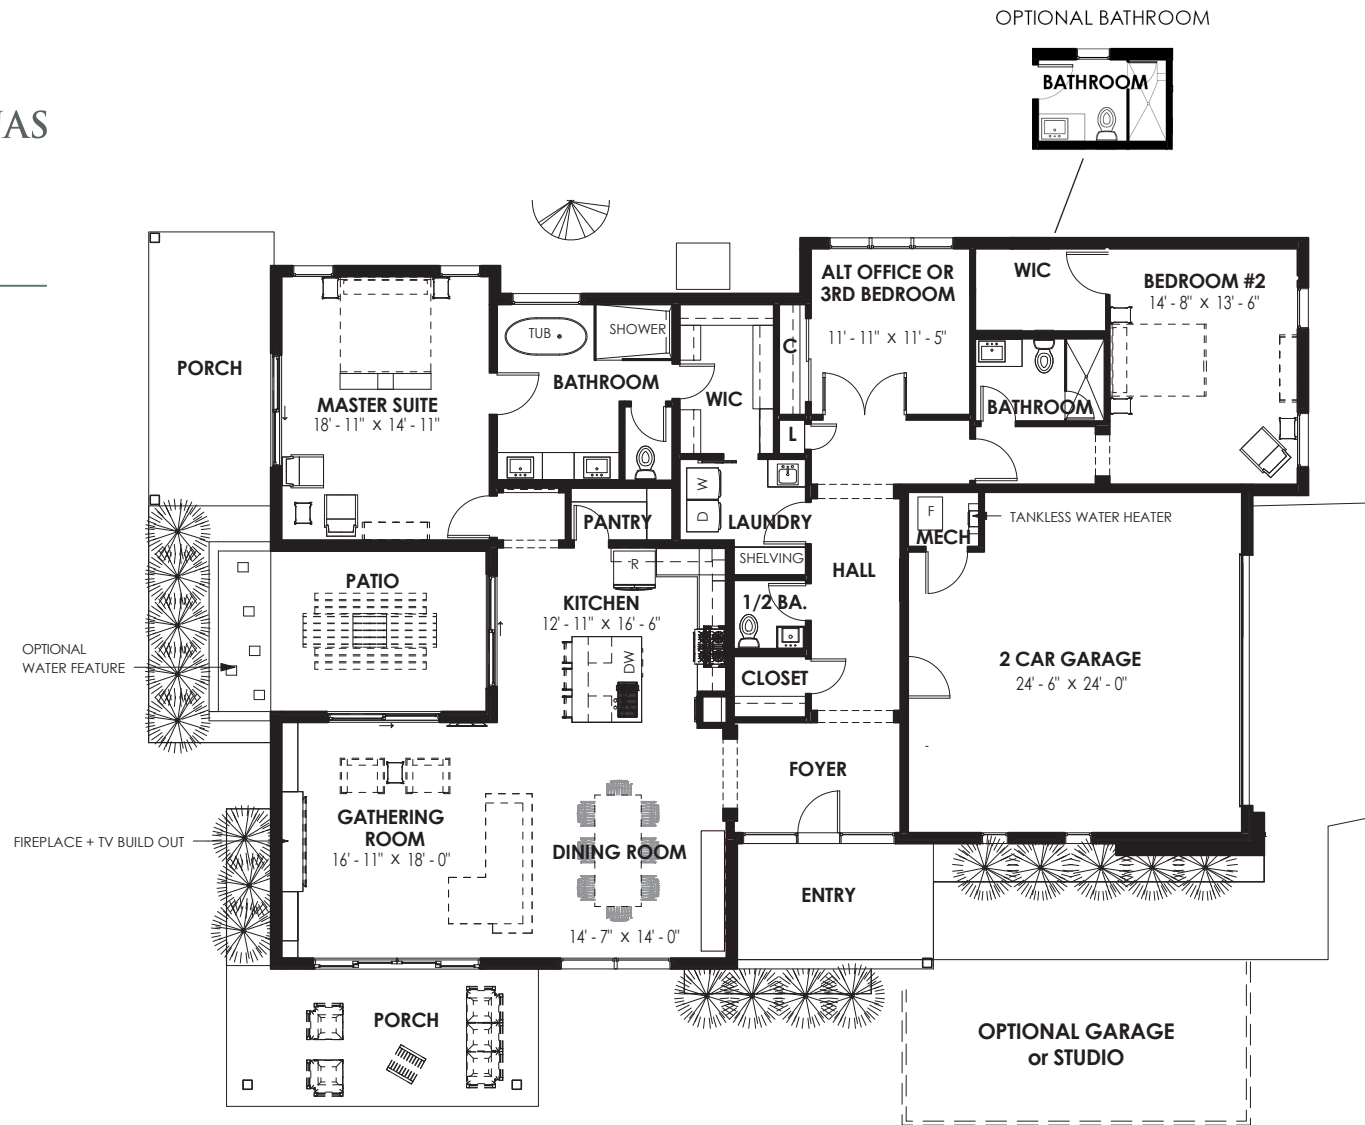 OPTIONAL BATHROOM
BATHROOM
AS
ALT OFFICE OR
3RD BEDROOM
11' - 11" x 11' - 5"
WIC
BEDROOM #2
14' - 8" x 13' - 6"
PORCH
TUB
SHOWER
C
BATHROOM
WIC
MASTER SUITE
18' - 11" x 14' - 11"
BATHROOM
L
W
D
PANTRY
LAUNDRY
F
MECH
TANKLESS WATER HEATER
SHELVING
R
HALL
PATIO
KITCHEN
12' - 11" x 16' - 6"
1/2 BA.
OPTIONAL
WATER FEATURE
DW
CLOSET
2 CAR GARAGE
24' - 6" x 24' - 0"
FOYER
GATHERING
ROOM
16' - 11" x 18' - 0"
FIREPLACE + TV BUILD OUT
DINING ROOM
14' - 7" x 14' - 0"
ENTRY
PORCH
OPTIONAL GARAGE
or STUDIO